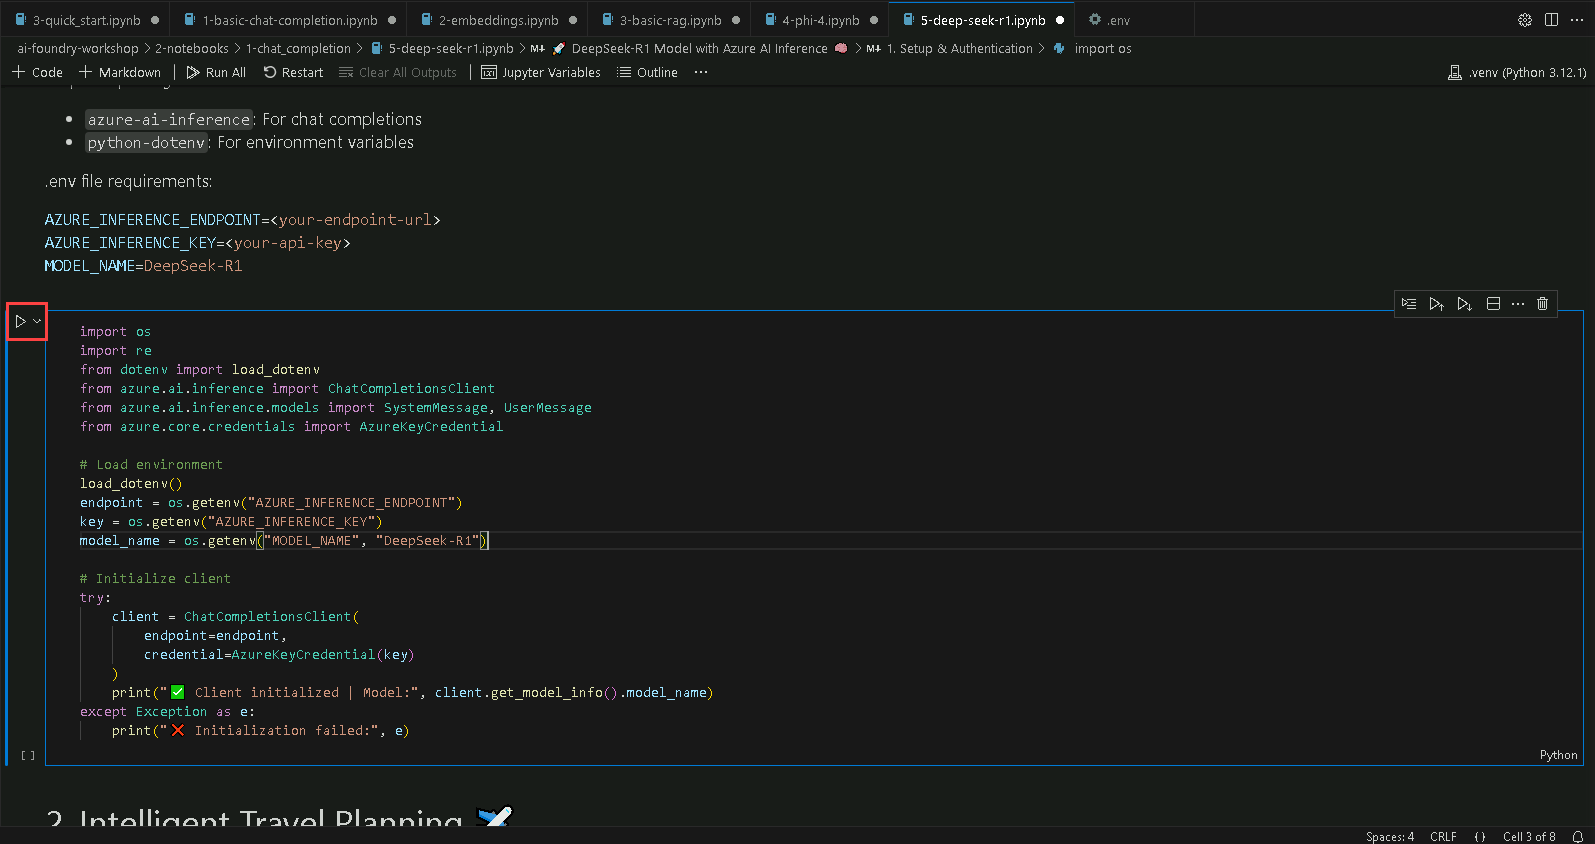 3-quick_start.ipynb
1-basic-chat-completion.ipynb
2-embeddings.ipynb
3-basic-rag.ipynb
4-phi-4.ipynb
5-deep-seek-r1.ipynb
.env
ai-foundry-workshop > 2-notebooks > 1-chat_completion > 5-deep-seek-r1.ipynb > M↓ 🚀 DeepSeek-R1 Model with Azure AI Inference 🧠 > M↓ 1. Setup & Authentication > import os
+ Code + Markdown | Run All Restart Clear All Outputs | Jupyter Variables Outline ···
.venv (Python 3.12.1)
• azure-ai-inference: For chat completions
• python-dotenv: For environment variables
.env file requirements:
AZURE_INFERENCE_ENDPOINT=<your-endpoint-url>
AZURE_INFERENCE_KEY=<your-api-key>
MODEL_NAME=DeepSeek-R1
import os
import re
from dotenv import load_dotenv
from azure.ai.inference import ChatCompletionsClient
from azure.ai.inference.models import SystemMessage, UserMessage
from azure.core.credentials import AzureKeyCredential
# Load environment
load_dotenv()
endpoint = os.getenv("AZURE_INFERENCE_ENDPOINT")
key = os.getenv("AZURE_INFERENCE_KEY")
model_name = os.getenv("MODEL_NAME", "DeepSeek-R1")
# Initialize client
try:
    client = ChatCompletionsClient(
        endpoint=endpoint,
        credential=AzureKeyCredential(key)
    )
    print("✅ Client initialized | Model:", client.get_model_info().model_name)
except Exception as e:
    print("❌ Initialization failed:", e)
[ ]
Python
2. Intelligent Travel Planning ✈️
Spaces: 4 CRLF {} Cell 3 of 8